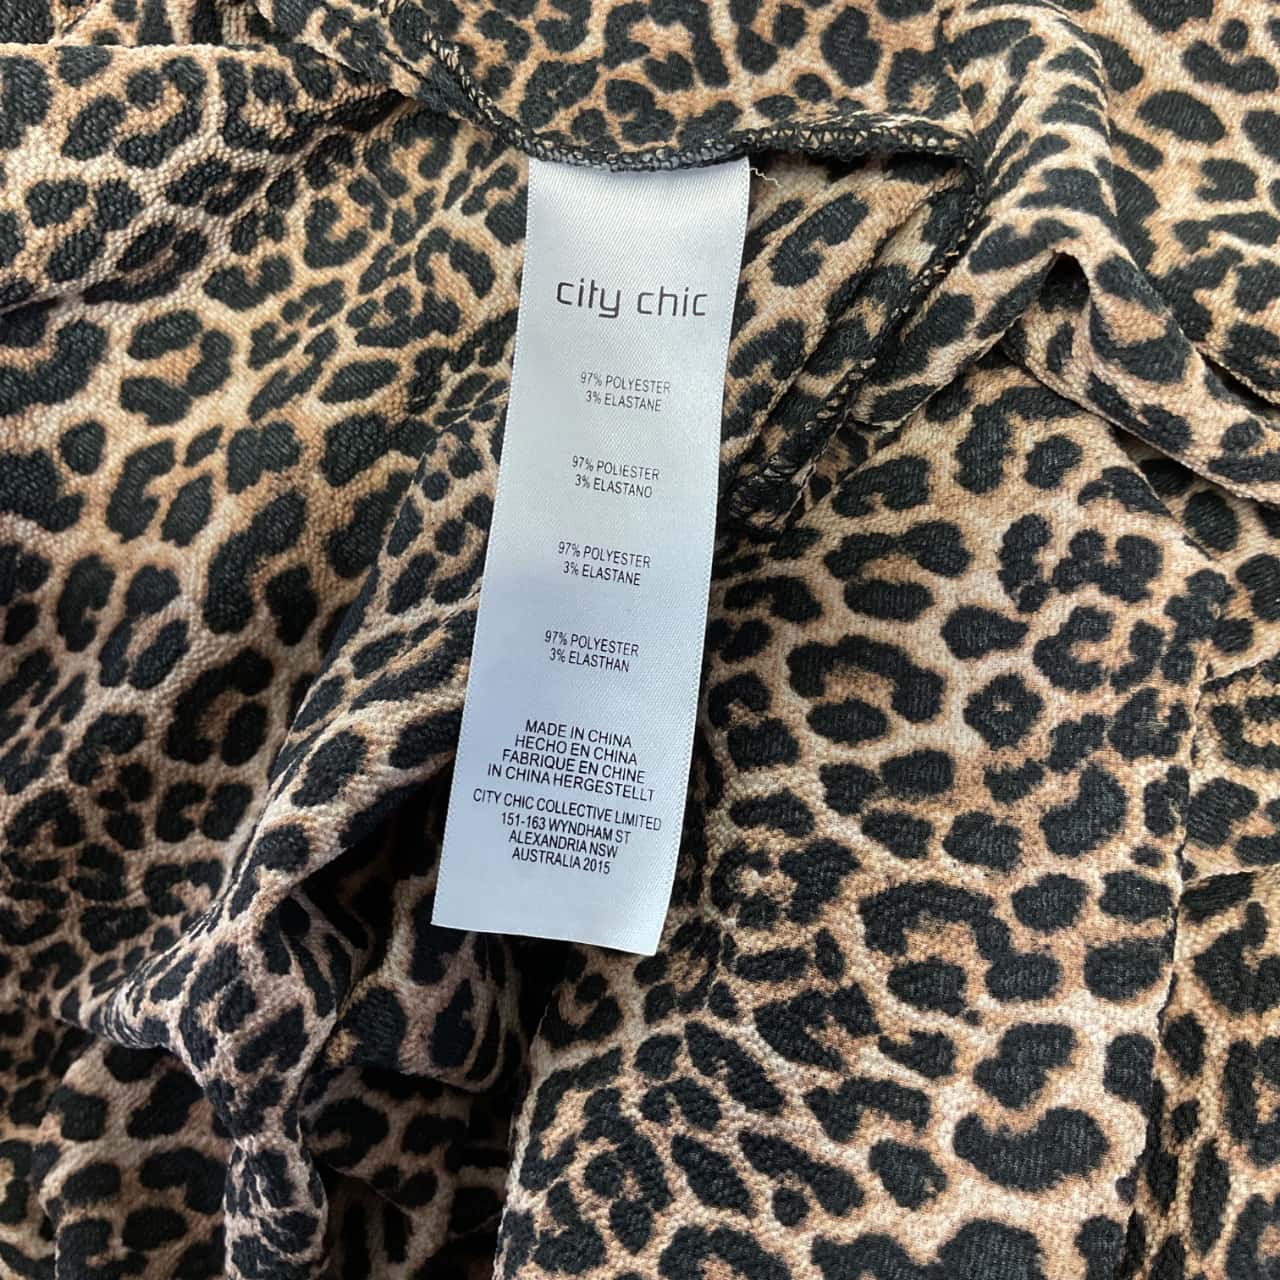 city chic
97% POLYESTER
3% ELASTANE
97% POLIESTER
3% ELASTANO
97% POLYESTER
3% ELASTANE
97% POLYESTER
3% ELASTHAN
MADE IN CHINA
HECHO EN CHINA
FABRIQUE EN CHINE
IN CHINA HERGESTELLT
CITY CHIC COLLECTIVE LIMITED
151-163 WYNDHAM ST
ALEXANDRIA NSW
AUSTRALIA 2015